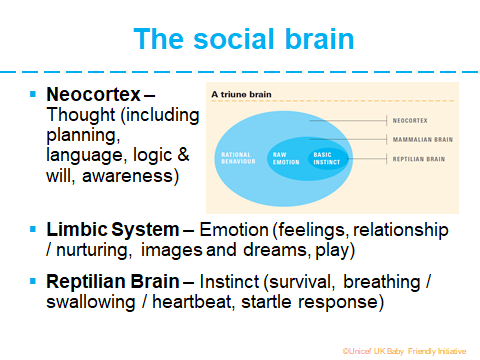 The social brain
Neocortex –
Thought (including
planning,
language, logic &
will, awareness)
A triune brain
NEOCORTEX
MAMMALIAN BRAIN
REPTILIAN BRAIN
RATIONAL
BEHAVIOUR
RAW
EMOTION
BASIC
INSTINCT
Limbic System – Emotion (feelings, relationship
/ nurturing, images and dreams, play)
Reptilian Brain – Instinct (survival, breathing /
swallowing / heartbeat, startle response)
©Unicef UK Baby Friendly Initiative